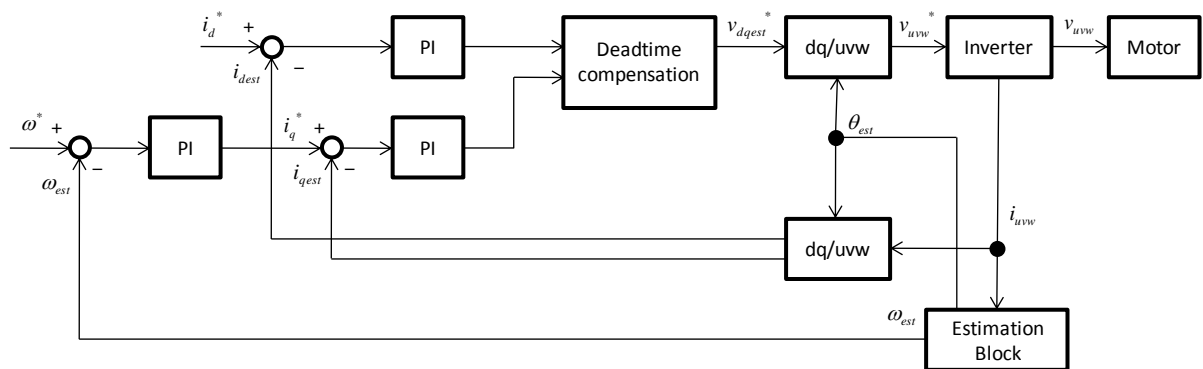 i_d^* +
−
i_dest
PI
Deadtime
compensation
v_dqest^*
dq/uvw
v_uvw^*
Inverter
v_uvw
Motor
ω^* +
−
ω_est
PI
i_q^* +
−
i_qest
PI
θ_est
dq/uvw
i_uvw
ω_est
Estimation
Block